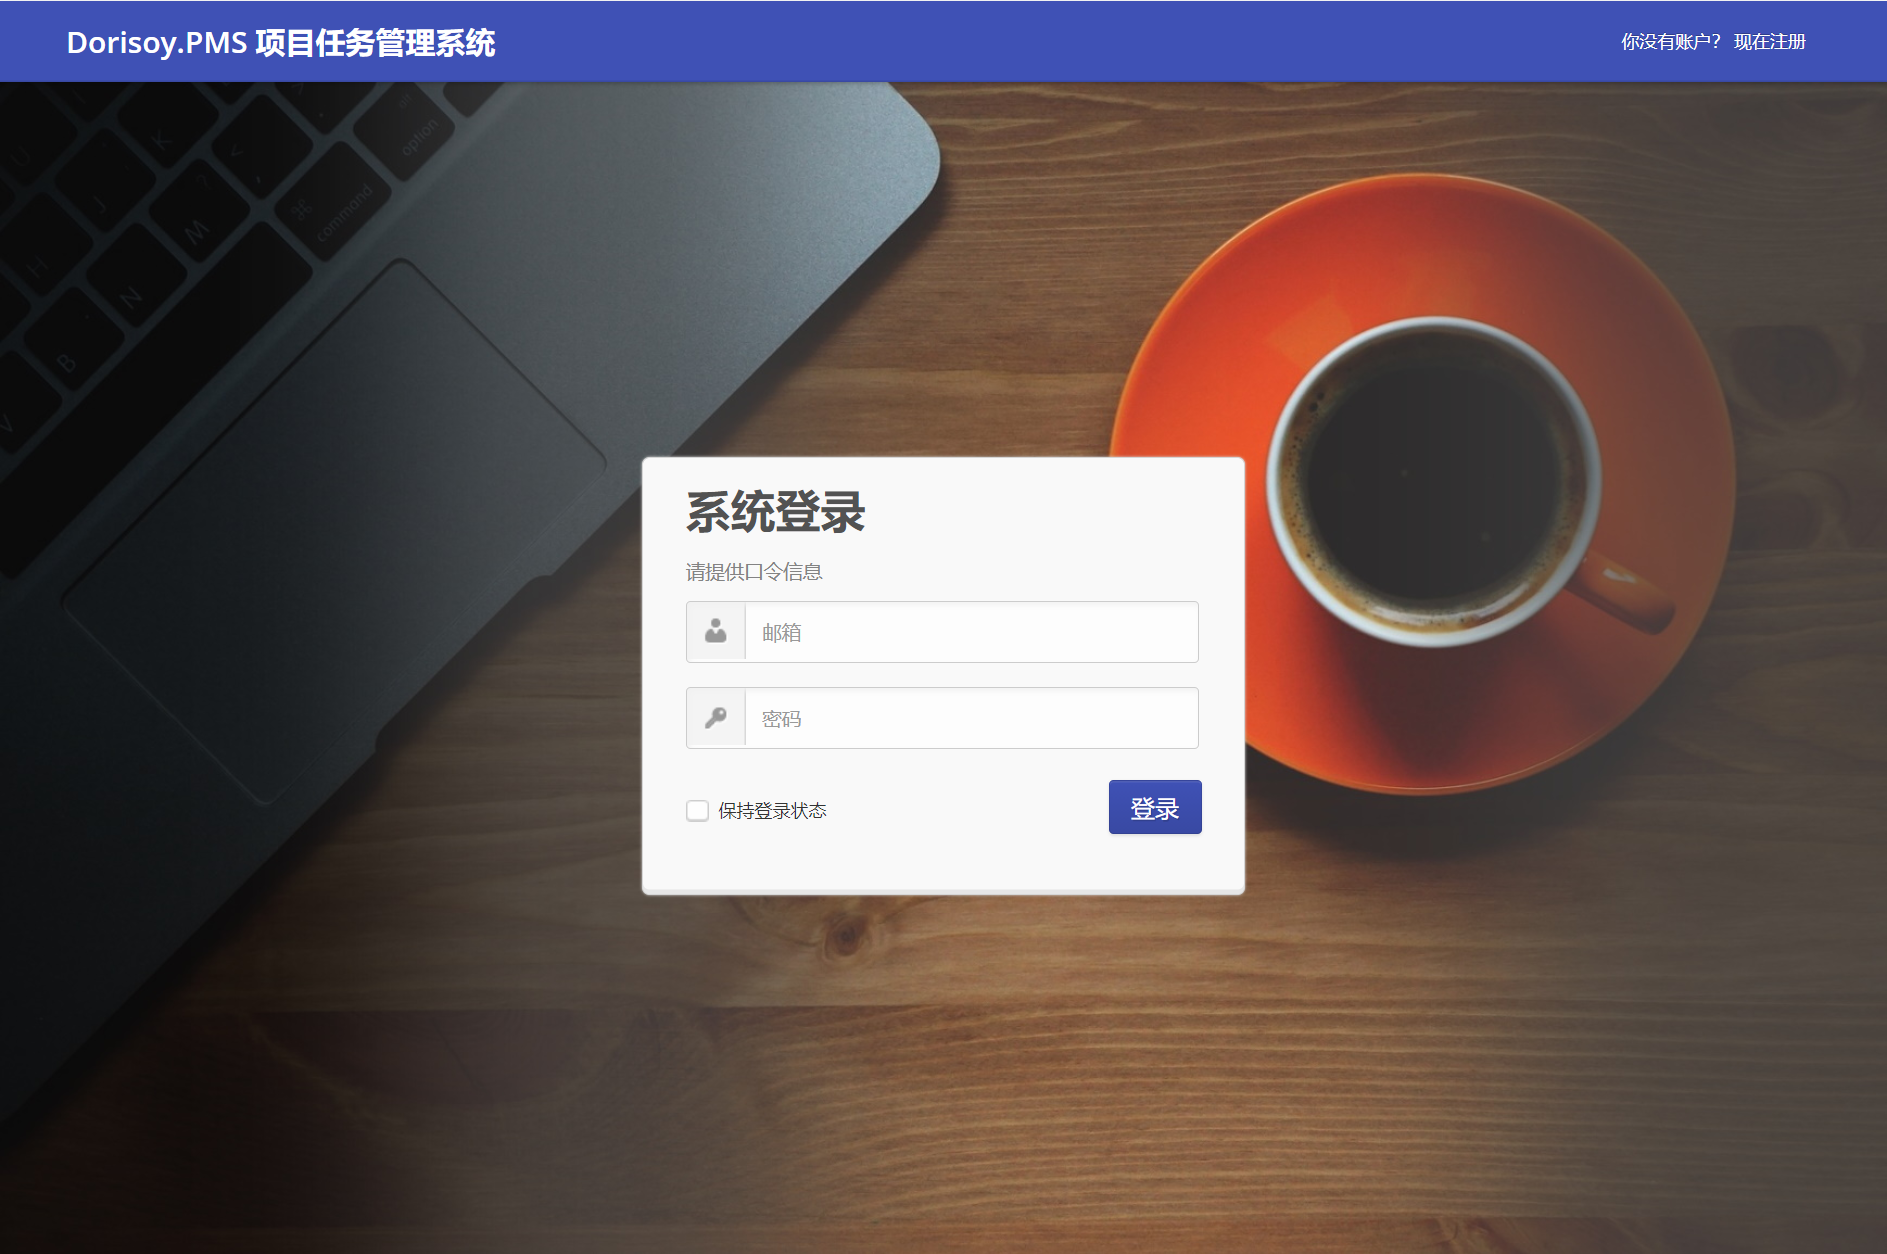 Dorisoy.PMS 项目任务管理系统
你没有账户? 现在注册
option
command
U
K
J
H
M
N
B
V
系统登录
请提供口令信息
邮箱
密码
保持登录状态
登录